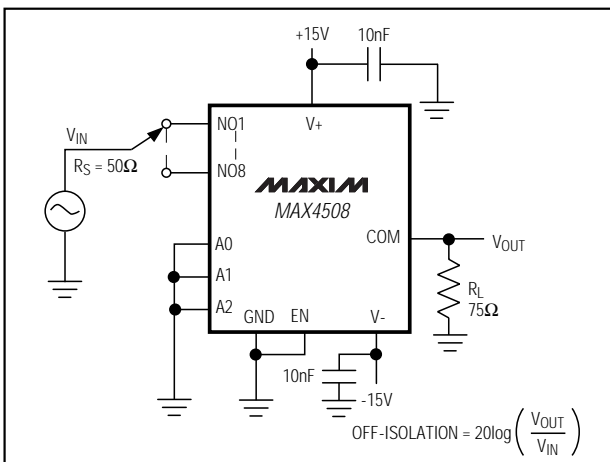 +15V
10nF
V+
NO1
NO8
V_IN
R_S = 50Ω
MAXIM
MAX4508
COM
V_OUT
A0
A1
A2
GND
EN
V-
R_L
75Ω
10nF
-15V
OFF-ISOLATION = 20log(V_OUT/V_IN)